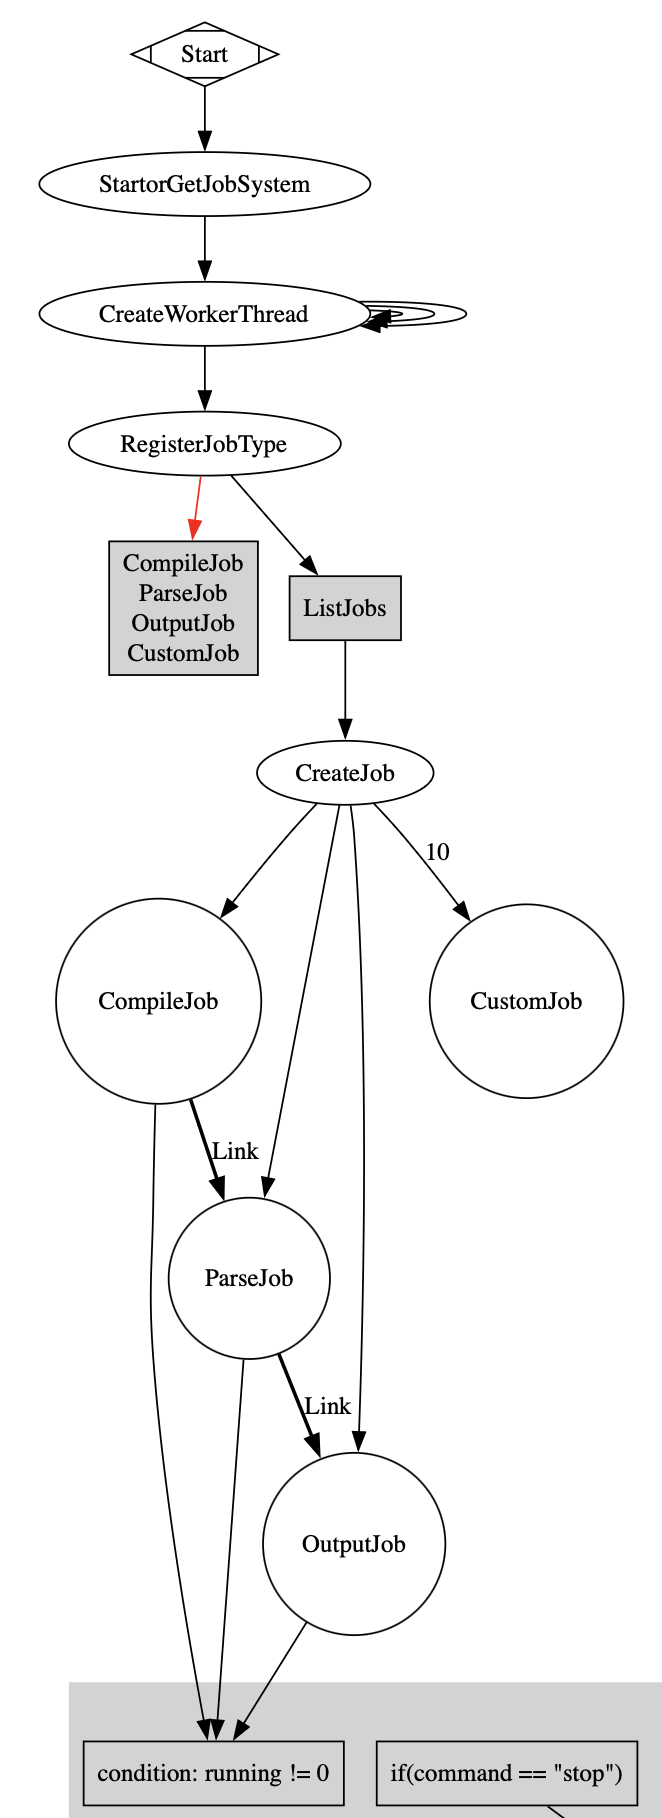 Start
StartorGetJobSystem
CreateWorkerThread
RegisterJobType
CompileJob
ParseJob
OutputJob
CustomJob
ListJobs
CreateJob
10
CompileJob
CustomJob
Link
ParseJob
Link
OutputJob
condition: running != 0
if(command == "stop")